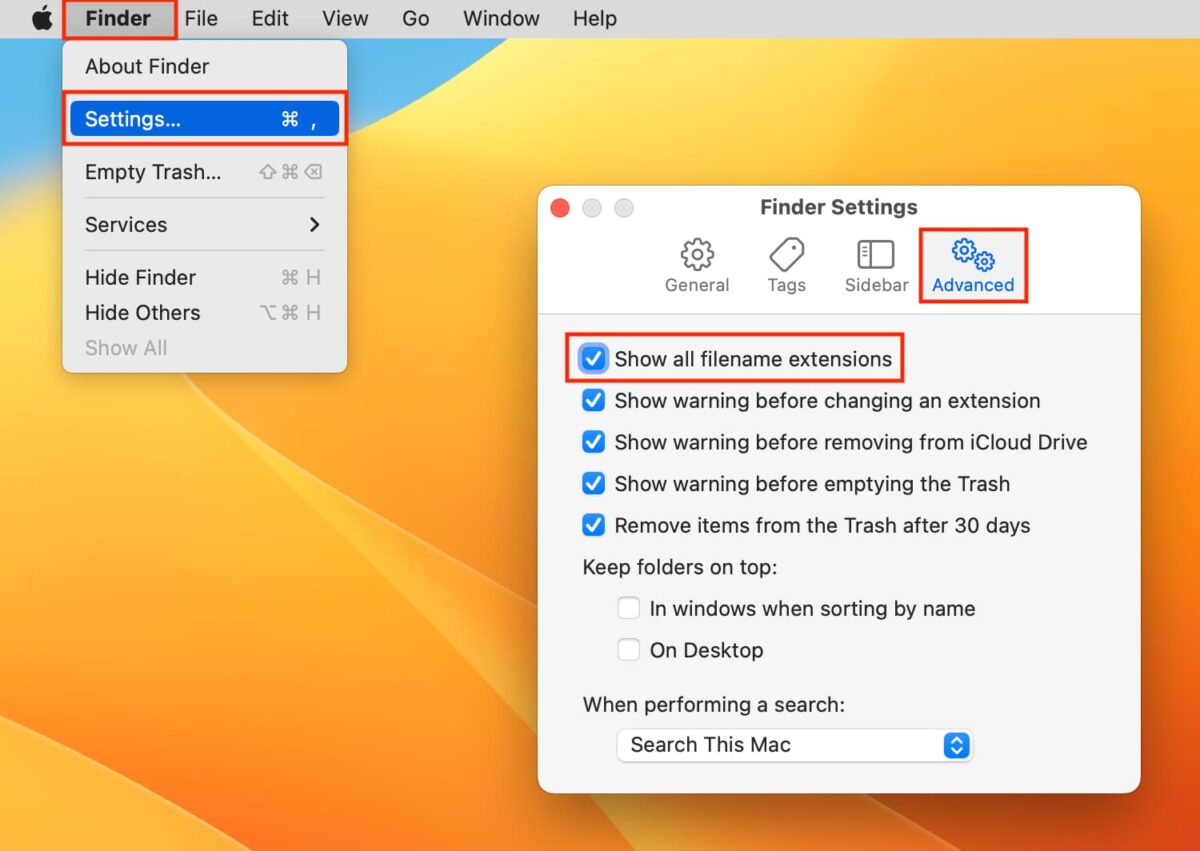 Finder File Edit View Go Window Help
About Finder
Settings... ⌘ ,
Empty Trash... ⇧⌘⌫
Services
Hide Finder ⌘ H
Hide Others ⌥⌘ H
Show All
Finder Settings
General Tags Sidebar Advanced
Show all filename extensions
Show warning before changing an extension
Show warning before removing from iCloud Drive
Show warning before emptying the Trash
Remove items from the Trash after 30 days
Keep folders on top:
In windows when sorting by name
On Desktop
When performing a search:
Search This Mac